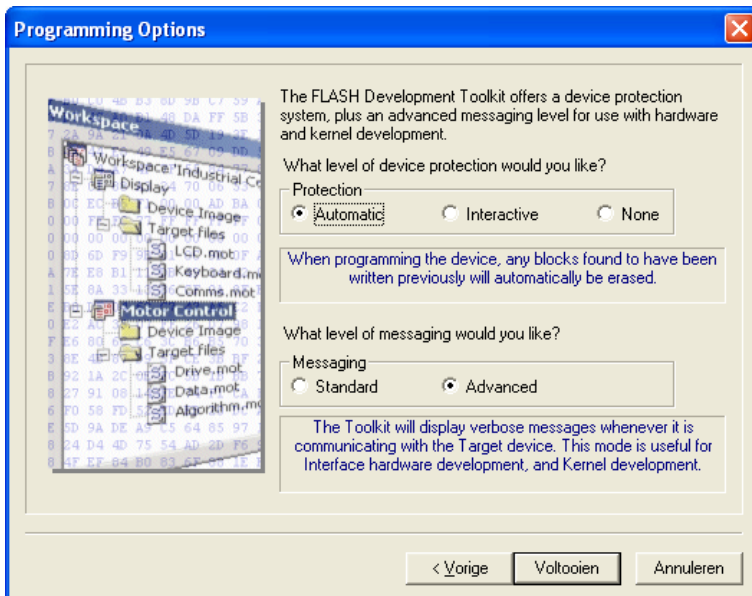 Programming Options
Workspace
Workspace 'Industrial Co
Display
Device Image
Target files
LCD.mot
Keyboard.m
Comms.mot
Motor Control
Device Image
Target files
Drive.mot
Data.mot
Algorithm.mo
The FLASH Development Toolkit offers a device protection
system, plus an advanced messaging level for use with hardware
and kernel development.
What level of device protection would you like?
Protection
Automatic Interactive None
When programming the device, any blocks found to have been
written previously will automatically be erased.
What level of messaging would you like?
Messaging
Standard Advanced
The Toolkit will display verbose messages whenever it is
communicating with the Target device. This mode is useful for
Interface hardware development, and Kernel development.
< Vorige Voltooien Annuleren